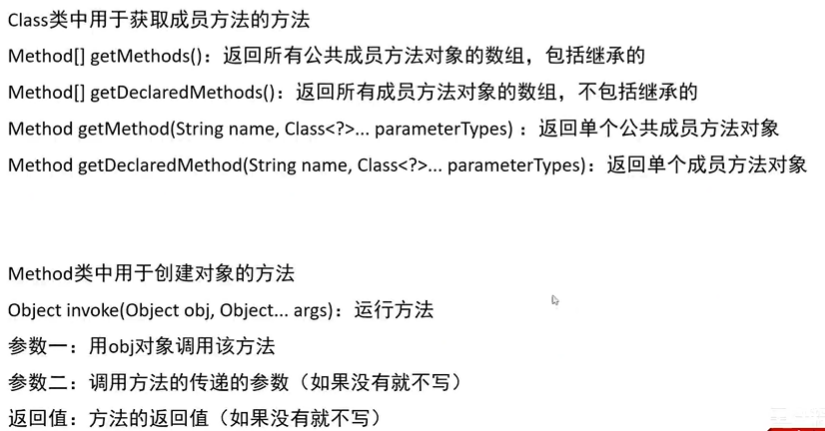 Class类中用于获取成员方法的方法
Method[] getMethods()：返回所有公共成员方法对象的数组，包括继承的
Method[] getDeclaredMethods()：返回所有成员方法对象的数组，不包括继承的
Method getMethod(String name, Class<?>... parameterTypes) ：返回单个公共成员方法对象
Method getDeclaredMethod(String name, Class<?>... parameterTypes)：返回单个成员方法对象
Method类中用于创建对象的方法
Object invoke(Object obj, Object... args)：运行方法
参数一：用obj对象调用该方法
参数二：调用方法的传递的参数（如果没有就不写）
返回值：方法的返回值（如果没有就不写）